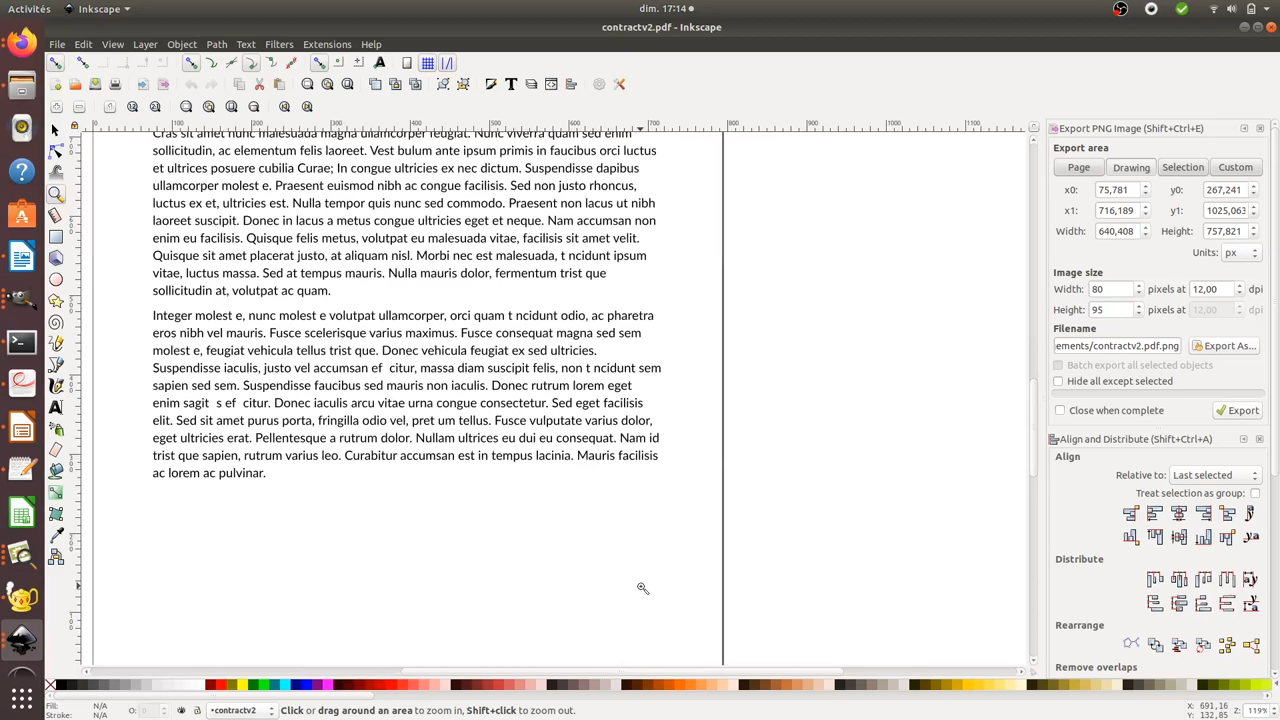 Activités
Inkscape
dim. 17:14
contractv2.pdf - Inkscape
File Edit View Layer Object Path Text Filters Extensions Help
0 100 200 300 400 500 600 700 800 900 1000 1100
Cras sit amet nunc malesuada magna ullamcorper feugiat. Nunc viverra quam sed enim
sollicitudin, ac elementum felis laoreet. Vest bulum ante ipsum primis in faucibus orci luctus
et ultrices posuere cubilia Curae; In congue ultricies ex nec dictum. Suspendisse dapibus
ullamcorper molest e. Praesent euismod nibh ac congue facilisis. Sed non justo rhoncus,
luctus ex et, ultricies est. Nulla tempor quis nunc sed commodo. Praesent non lacus ut nibh
laoreet suscipit. Donec in lacus a metus congue ultricies eget et neque. Nam accumsan non
enim eu facilisis. Quisque felis metus, volutpat eu malesuada vitae, facilisis sit amet velit.
Quisque sit amet placerat justo, at aliquam nisl. Morbi nec est malesuada, t ncidunt ipsum
vitae, luctus massa. Sed at tempus mauris. Nulla mauris dolor, fermentum trist que
sollicitudin at, volutpat ac quam.
Integer molest e, nunc molest e volutpat ullamcorper, orci quam t ncidunt odio, ac pharetra
eros nibh vel mauris. Fusce scelerisque varius maximus. Fusce consequat magna sed sem
molest e, feugiat vehicula tellus trist que. Donec vehicula feugiat ex sed ultricies.
Suspendisse iaculis, justo vel accumsan ef citur, massa diam suscipit felis, non t ncidunt sem
sapien sed sem. Suspendisse faucibus sed mauris non iaculis. Donec rutrum lorem eget
enim sagit s ef citur. Donec iaculis arcu vitae urna congue consectetur. Sed eget facilisis
elit. Sed sit amet purus porta, fringilla odio vel, pret um tellus. Fusce vulputate varius dolor,
eget ultricies erat. Pellentesque a rutrum dolor. Nullam ultrices eu dui eu consequat. Nam id
trist que sapien, rutrum varius leo. Curabitur accumsan est in tempus lacinia. Mauris facilisis
ac lorem ac pulvinar.
Export PNG Image (Shift+Ctrl+E)
Export area
Page Drawing Selection Custom
x0: 75,781 y0: 267,241
x1: 716,189 y1: 1025,063
Width: 640,408 Height: 757,821
Units: px
Image size
Width: 80 pixels at 12,00 dpi
Height: 95 pixels at 12,00 dpi
Filename
ements/contractv2.pdf.png Export As...
Batch export all selected objects
Hide all except selected
Close when complete Export
Align and Distribute (Shift+Ctrl+A)
Align
Relative to: Last selected
Treat selection as group:
Distribute
Rearrange
Remove overlaps
Fill: N/A
Stroke: N/A
O: 0
•contractv2
Click or drag around an area to zoom in, Shift+click to zoom out.
X: 691,16
Y: 132,85
Z: 119%